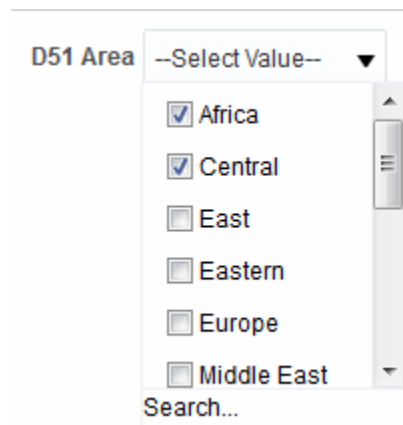 D51 Area --Select Value--
Africa
Central
East
Eastern
Europe
Middle East
Search...